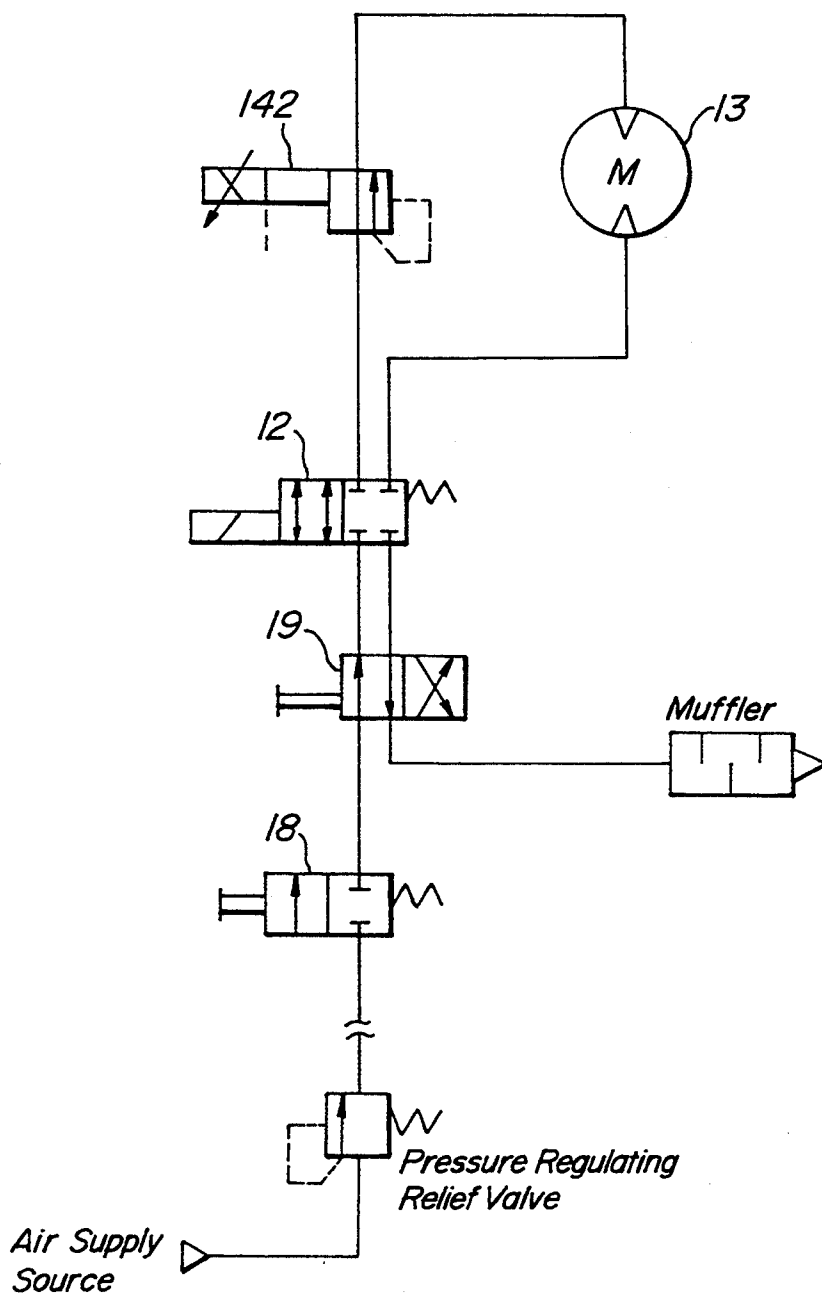 142
13
M
12
19
Muffler
18
Pressure Regulating
Relief Valve
Air Supply
Source